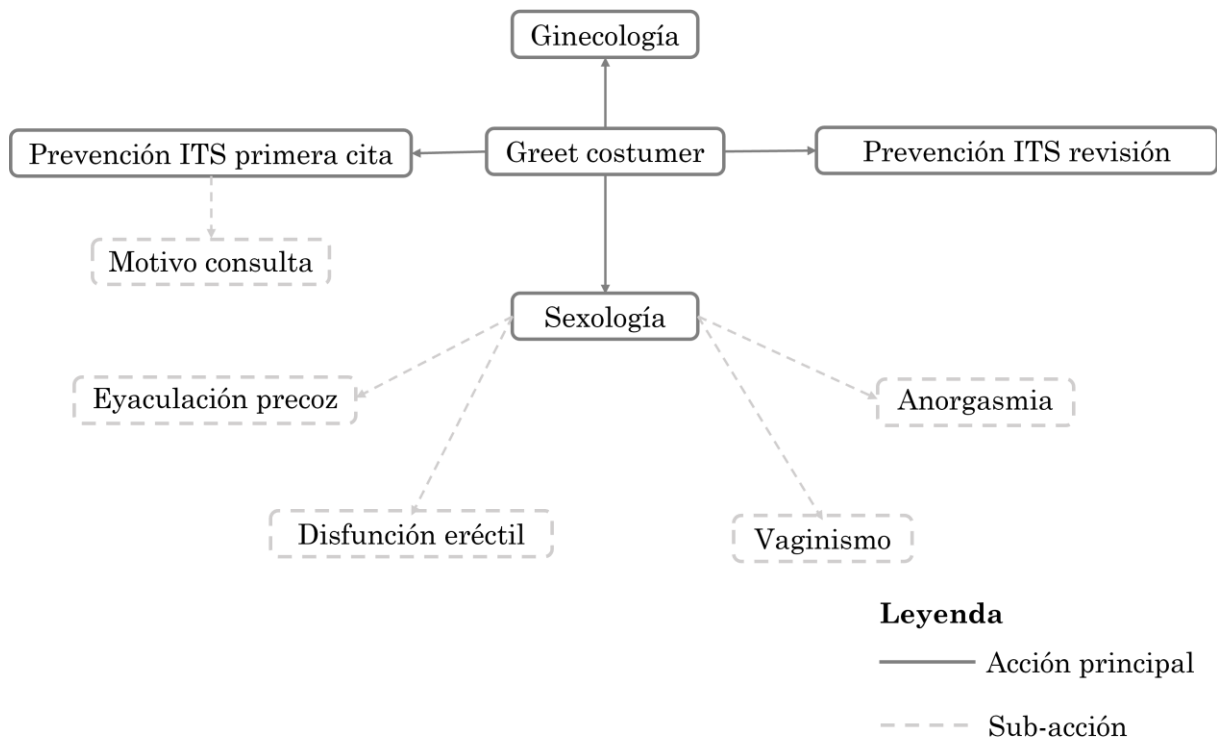 Ginecología
Prevención ITS primera cita
Greet costumer
Prevención ITS revisión
Motivo consulta
Sexología
Eyaculación precoz
Anorgasmia
Disfunción eréctil
Vaginismo
Leyenda
Acción principal
Sub-acción